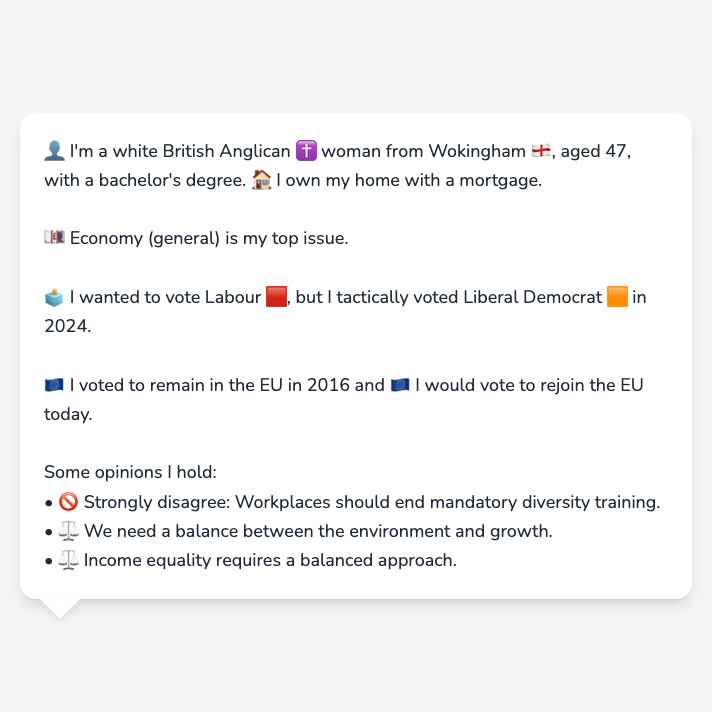 👤 I'm a white British Anglican ✝️ woman from Wokingham 🏴󠁧󠁢󠁥󠁮󠁧󠁿, aged 47,
with a bachelor's degree. 🏠 I own my home with a mortgage.
💷 Economy (general) is my top issue.
🗳️ I wanted to vote Labour 🟥, but I tactically voted Liberal Democrat 🟧 in
2024.
🇪🇺 I voted to remain in the EU in 2016 and 🇪🇺 I would vote to rejoin the EU
today.
Some opinions I hold:
• 🚫 Strongly disagree: Workplaces should end mandatory diversity training.
• ⚖️ We need a balance between the environment and growth.
• ⚖️ Income equality requires a balanced approach.